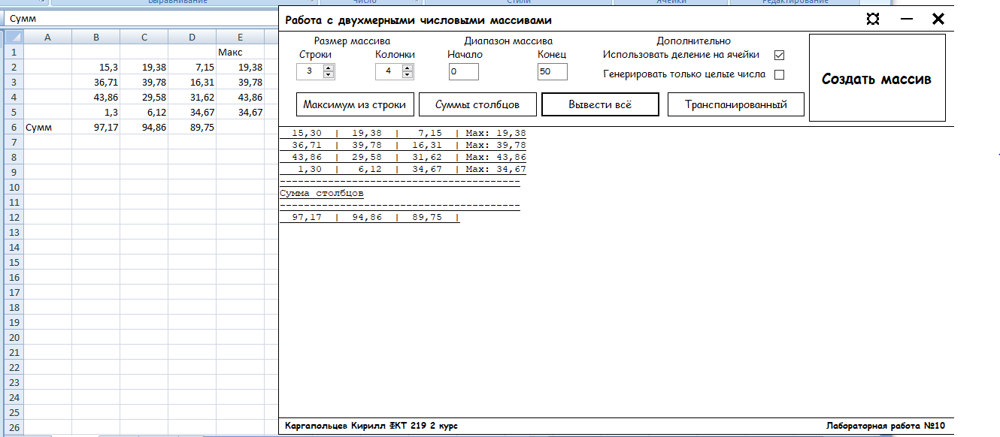 Выравнивание Число Стили Ячейки Редактирование
Сумм
A B C D E
1 Макс
2 15,3 19,38 7,15 19,38
3 36,71 39,78 16,31 39,78
4 43,86 29,58 31,62 43,86
5 1,3 6,12 34,67 34,67
6 Сумм 97,17 94,86 89,75
7
8
9
10
11
12
13
14
15
16
17
18
19
20
21
22
23
24
25
26
Работа с двухмерными числовыми массивами
Размер массива Диапазон массива Дополнительно
Строки Колонки Начало Конец Использовать деление на ячейки
3 4 0 50 Генерировать только целые числа
Создать массив
Максимум из строки Суммы столбцов Вывести всё Транспанированный
15,30 | 19,38 | 7,15 | Max: 19,38
36,71 | 39,78 | 16,31 | Max: 39,78
43,86 | 29,58 | 31,62 | Max: 43,86
1,30 | 6,12 | 34,67 | Max: 34,67
----------------------------------------
Сумма столбцов
----------------------------------------
97,17 | 94,86 | 89,75 |
Каргапольцев Кирилл ФКТ 219 2 курс Лабораторная работа №10